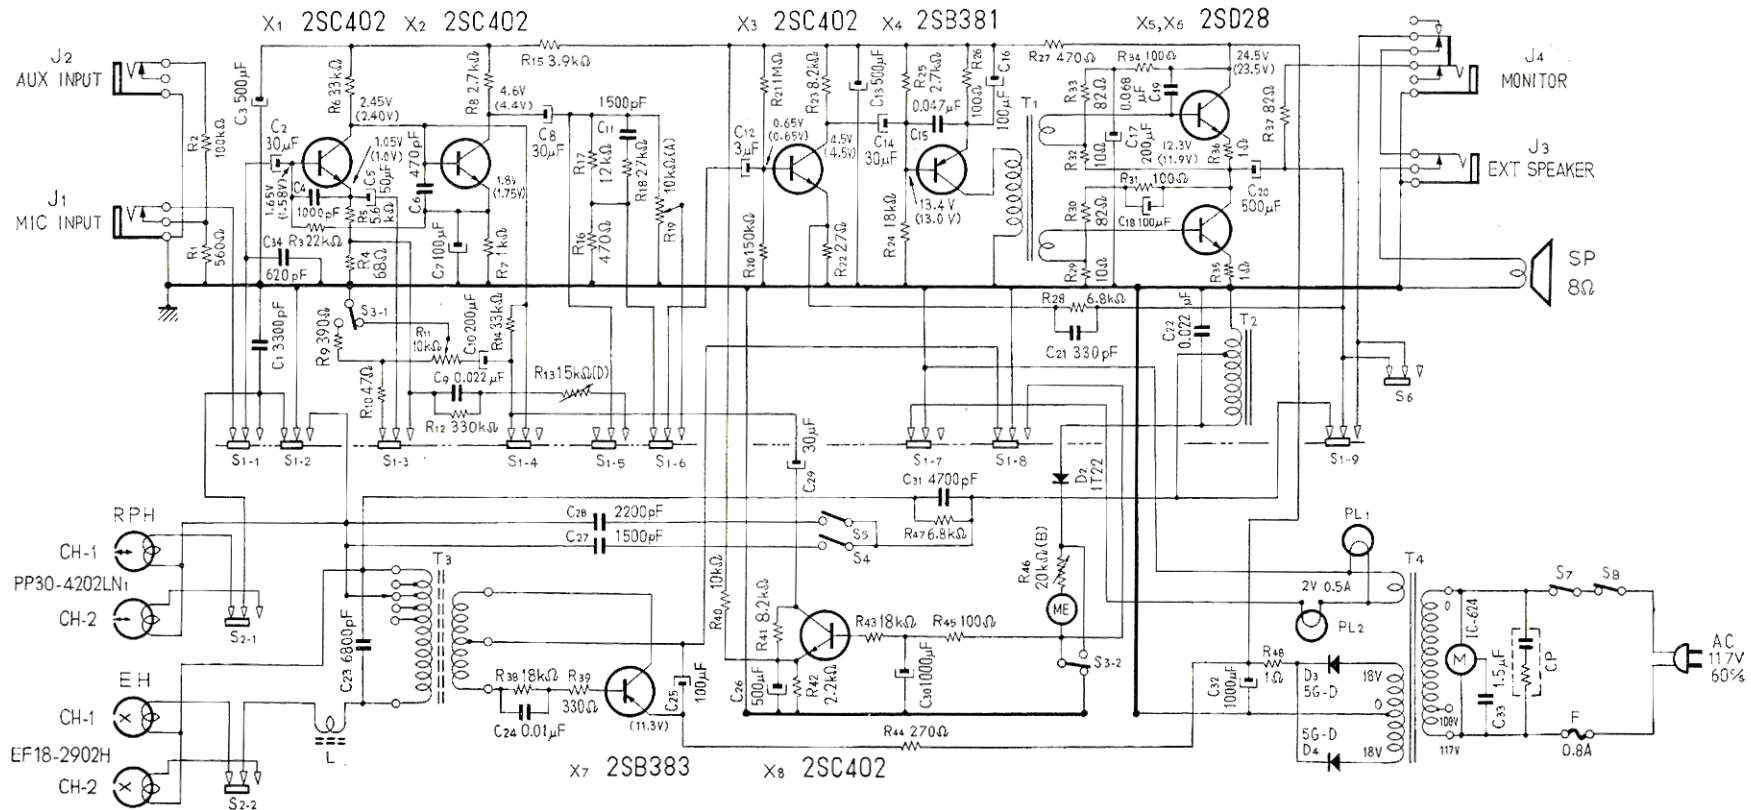 X1 2SC402
X2 2SC402
X3 2SC402
X4 2SB381
X5, X6 2SD28
J2
AUX INPUT
J1
MIC INPUT
R2
100kΩ
R1
560Ω
C3 500µF
R6 33kΩ
2.45V
(2.40V)
C2
30µF
1.05V
(1.0V)
1.65V
(1.58V)
C4
1000pF
C5
50µF
R5
5.6
kΩ
R3 22kΩ
C34
620pF
R4
68Ω
R15 3.9kΩ
R8 2.7kΩ
4.6V
(4.4V)
470pF
C6
1.8V
(1.75V)
C7 100µF
R7 1kΩ
C8
30µF
1500pF
C11
R17
12kΩ
R18 27kΩ
10kΩ(A)
R19
R16
470Ω
C12
3µF
R21 1MΩ
0.65V
(0.65V)
R23 8.2kΩ
C13 500µF
4.5V
(4.5V)
C14
30µF
R20 150kΩ
R22 27Ω
R25
2.7kΩ
0.047µF
C15
R26
100Ω
C16
100µF
13.4V
(13.0V)
R24 18kΩ
T1
R27 470Ω
R33
82Ω
R34 100Ω
0.068
µF
C19
24.5V
(23.5V)
R32
10Ω
C17
200µF
12.3V
(11.9V)
R36
1Ω
R37 82Ω
R31 100Ω
R30
82Ω
C18 100µF
C20
500µF
R29
10Ω
R35
1Ω
J4
MONITOR
J3
EXT SPEAKER
SP
8Ω
C1 3300pF
R9 390Ω
S3-1
R11
10kΩ
C10 200µF
R14 33kΩ
R10 47Ω
C9 0.022µF
R12 330kΩ
R13 15kΩ(D)
R28
6.8kΩ
C21 330pF
C22
0.022
µF
T2
S6
S1-1
S1-2
S1-3
S1-4
S1-5
S1-6
S1-7
S1-8
S1-9
30µF
C29
D2
1T22
C31 4700pF
R47 6.8kΩ
C28 2200pF
C27 1500pF
S5
S4
RPH
CH-1
PP30-4202LN1
CH-2
S2-1
EH
CH-1
EF18-2902H
CH-2
S2-2
L
C23 6800pF
T3
R38 18kΩ
R39
330Ω
C24 0.01µF
(11.3V)
C25
100µF
X7 2SB383
X8 2SC402
R40 10kΩ
R41 8.2kΩ
C26
500µF
R42
2.2kΩ
R43 18kΩ
C30 1000µF
R45 100Ω
R46
20kΩ(B)
ME
S3-2
R44 270Ω
PL1
2V 0.5A
PL2
T4
R48
1Ω
C32
1000µF
D3
5G-D
5G-D
D4
18V
0
18V
0
100V
117V
IC-624
M
1.5µF
C33
CP
S7
S8
F
0.8A
AC
117V
60%